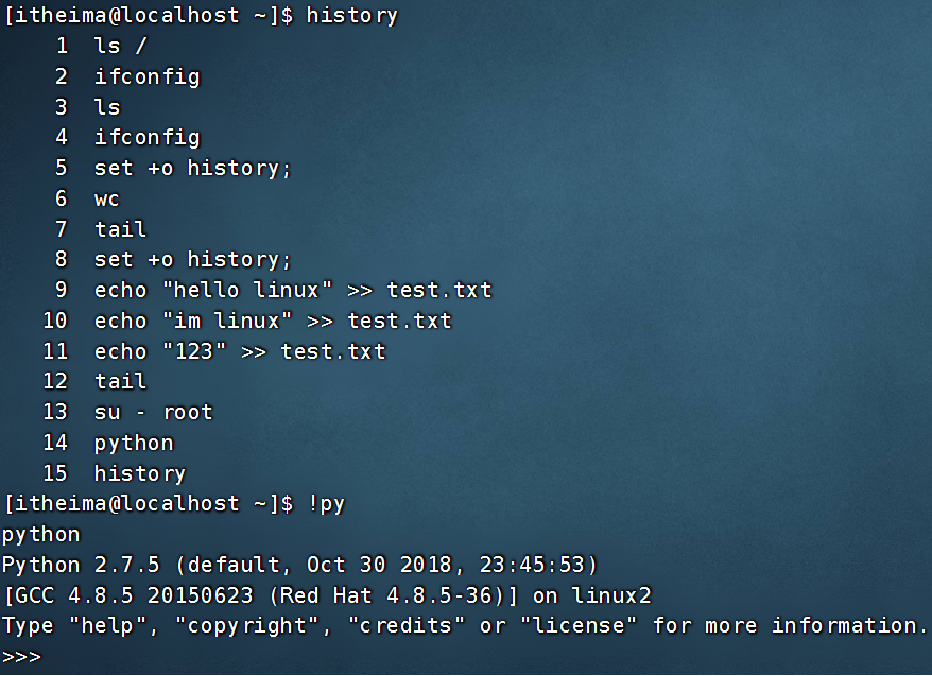 [itheima@localhost ~]$ history
    1  ls /
    2  ifconfig
    3  ls
    4  ifconfig
    5  set +o history;
    6  wc
    7  tail
    8  set +o history;
    9  echo "hello linux" >> test.txt
   10  echo "im linux" >> test.txt
   11  echo "123" >> test.txt
   12  tail
   13  su - root
   14  python
   15  history
[itheima@localhost ~]$ !py
python
Python 2.7.5 (default, Oct 30 2018, 23:45:53)
[GCC 4.8.5 20150623 (Red Hat 4.8.5-36)] on linux2
Type "help", "copyright", "credits" or "license" for more information.
>>>